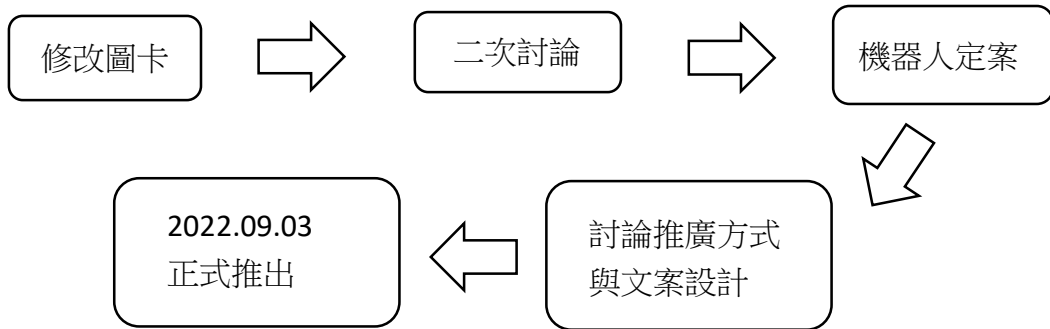 修改圖卡
二次討論
機器人定案
討論推廣方式
與文案設計
2022.09.03
正式推出